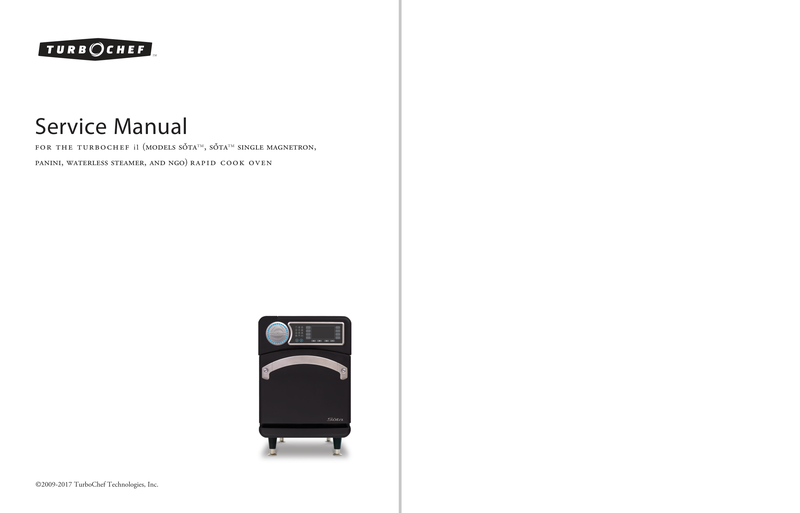 TURBOCHEF
Service Manual
FOR THE TURBOCHEF i1 (MODELS SŌTA™, SŌTA™ SINGLE MAGNETRON,
PANINI, WATERLESS STEAMER, AND NGO) RAPID COOK OVEN
©2009-2017 TurboChef Technologies, Inc.